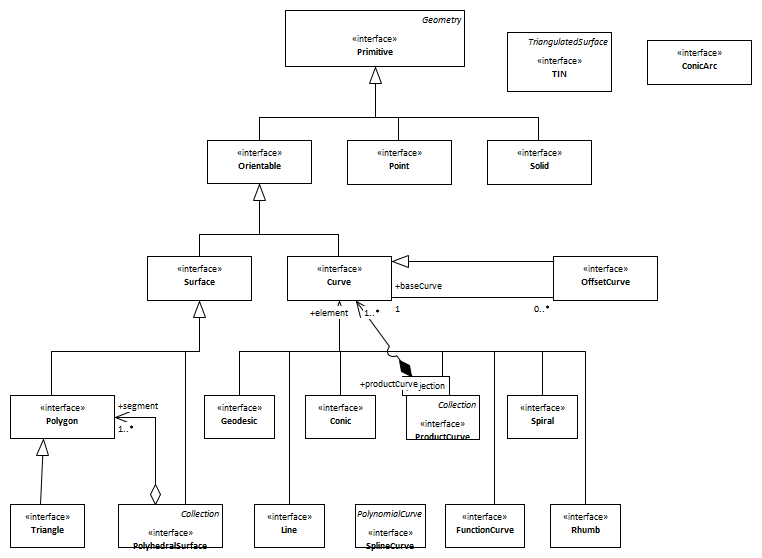 Geometry
«interface»
Primitive
TriangulatedSurface
«interface»
TIN
«interface»
ConicArc
«interface»
Orientable
«interface»
Point
«interface»
Solid
«interface»
Surface
«interface»
Curve
«interface»
OffsetCurve
+baseCurve
1
0..*
+element
1..*
+productCurve
jection
«interface»
Polygon
+segment
1..*
«interface»
Geodesic
«interface»
Conic
Collection
«interface»
ProductCurve
«interface»
Spiral
«interface»
Triangle
Collection
«interface»
PolyhedralSurface
«interface»
Line
PolynomialCurve
«interface»
SplineCurve
«interface»
FunctionCurve
«interface»
Rhumb